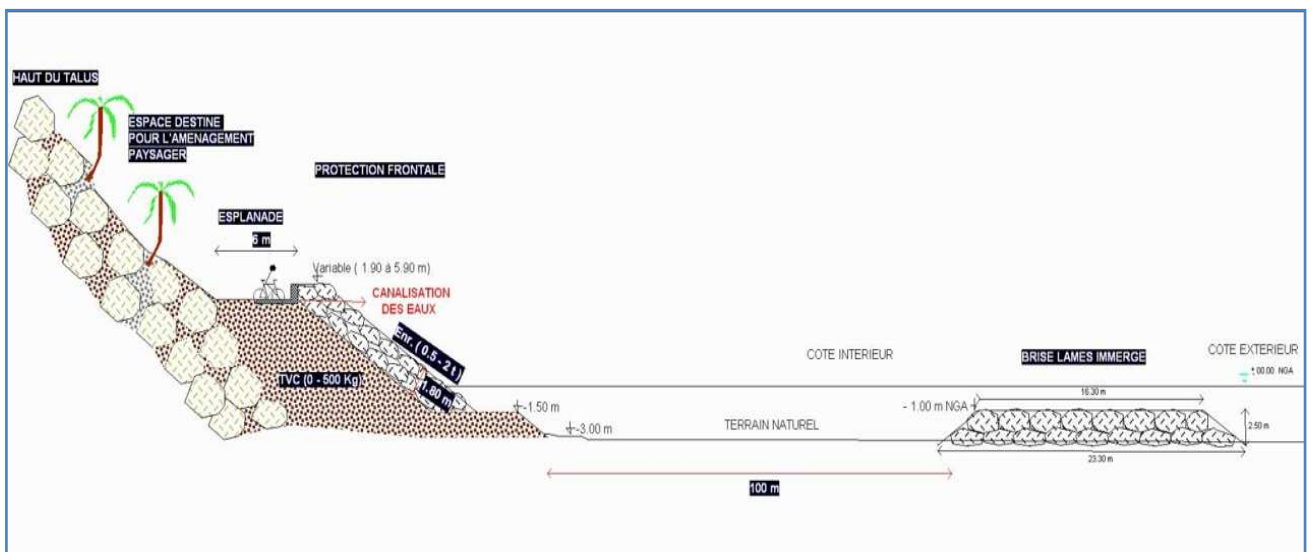 HAUT DU TALUS
ESPACE DESTINE
POUR L'AMENAGEMENT
PAYSAGER
PROTECTION FRONTALE
ESPLANADE
6 m
Variable ( 1.90 à 5.90 m)
CANALISATION
DES EAUX
Enr. ( 0.5 - 2 t )
1.80 m
TVC (0 - 500 Kg)
-1.50 m
-3.00 m
TERRAIN NATUREL
100 m
COTE INTERIEUR
- 1.00 m NGA
BRISE LAMES IMMERGE
COTE EXTERIEUR
±00.00 NGA
16.30 m
2.50 m
23.30 m